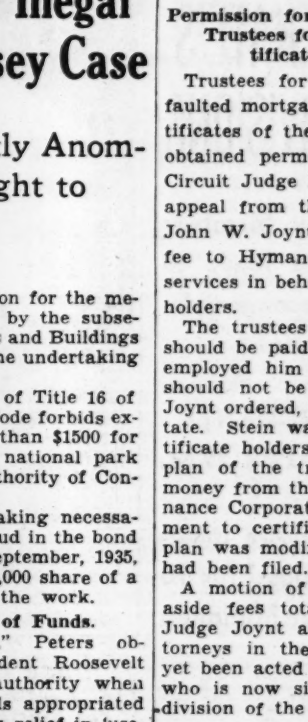 Illegal
sey Case
ly Anom-
ght to
on for the me-
by the subse-
s and Buildings
he undertaking
of Title 16 of
ode forbids ex-
than $1500 for
national park
thority of Con-
aking necessa-
ud in the bond
eptember, 1935,
,000 share of a
the work.
of Funds.
," Peters ob-
dent Roosevelt
authority when
ds appropriated
Permission for
Trustees fo
tificat
Trustees for
faulted mortga
tificates of the
obtained perm
Circuit Judge
appeal from t
John W. Joyn
fee to Hyman
services in beh
holders.
The trustees
should be paid
employed him
should not be
Joynt ordered,
tate. Stein wa
tificate holders
plan of the t
money from th
nance Corporat
ment to certifi
plan was modi
had been filed.
A motion of
aside fees tot
Judge Joynt a
torneys in the
yet been acted
who is now si
division of the